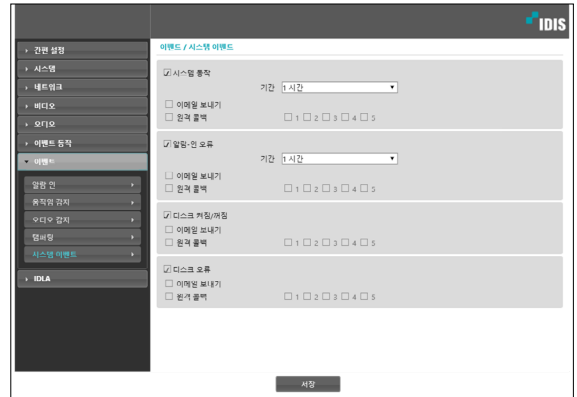 IDIS
간편 설정
시스템
네트워크
비디오
오디오
이벤트 동작
이벤트
알람 인
움직임 감지
오디오 감지
탬퍼링
시스템 이벤트
IDLA
이벤트 / 시스템 이벤트
시스템 동작
기간 1 시간
이메일 보내기
원격 콜백 1 2 3 4 5
알람-인 오류
기간 1 시간
이메일 보내기
원격 콜백 1 2 3 4 5
디스크 켜짐/꺼짐
이메일 보내기
원격 콜백 1 2 3 4 5
디스크 오류
이메일 보내기
원격 콜백 1 2 3 4 5
저장